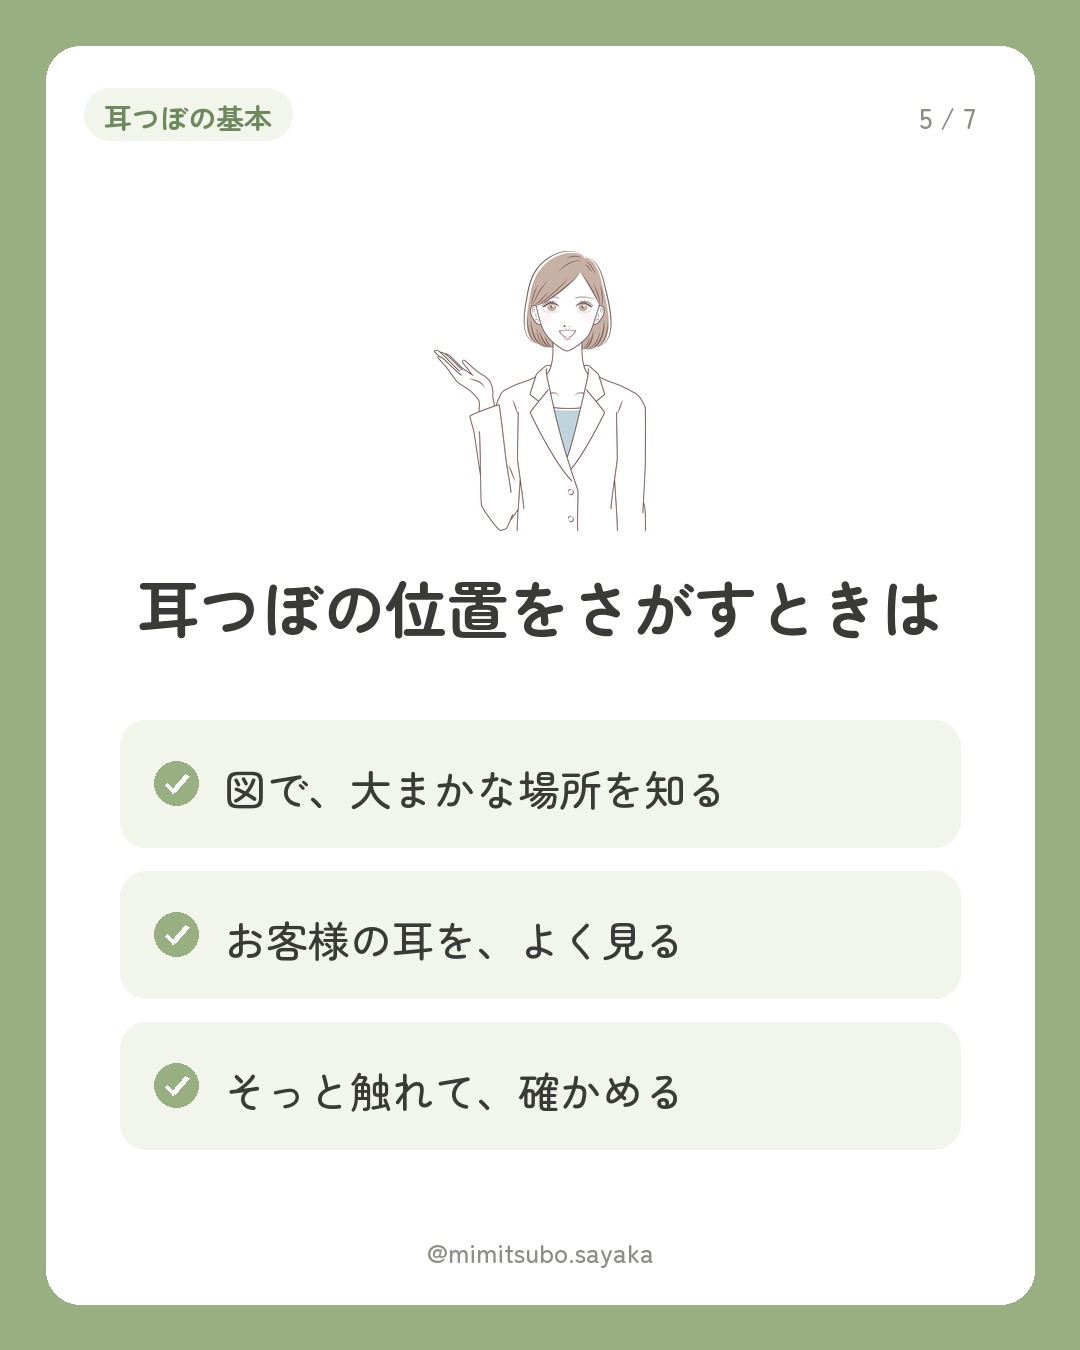 耳つぼの基本
5 / 7
耳つぼの位置をさがすときは
図で、大まかな場所を知る
お客様の耳を、よく見る
そっと触れて、確かめる
@mimitsubo.sayaka